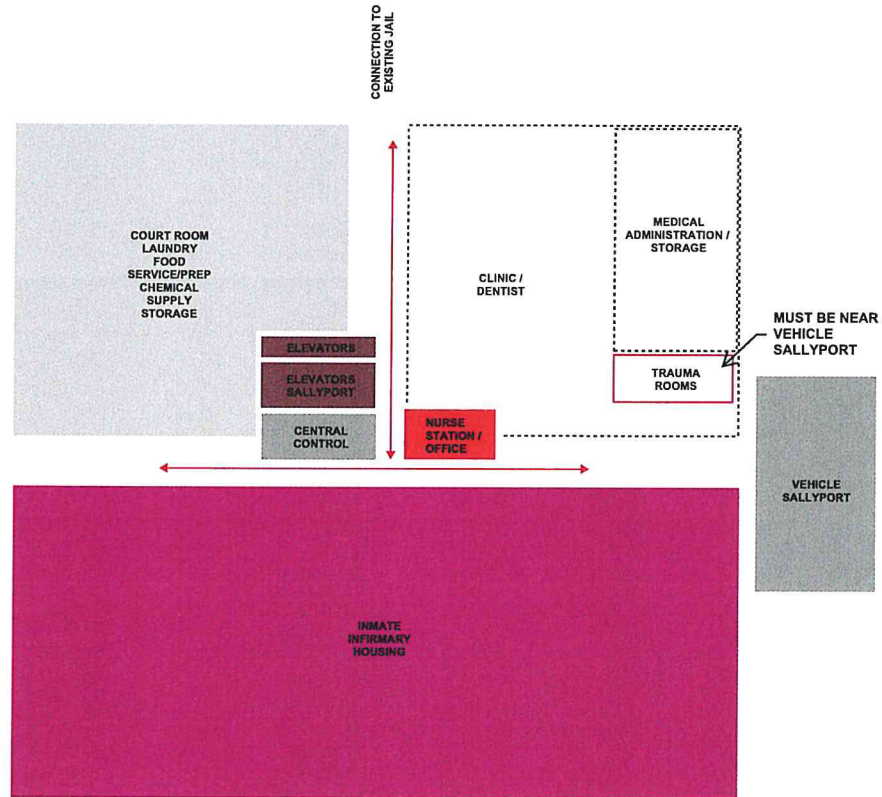 CONNECTION TO
EXISTING JAIL
COURT ROOM
LAUNDRY
FOOD
SERVICE/PREP
CHEMICAL
SUPPLY
STORAGE
ELEVATORS
ELEVATORS
SALLYPORT
CENTRAL
CONTROL
CLINIC /
DENTIST
MEDICAL
ADMINISTRATION /
STORAGE
TRAUMA
ROOMS
MUST BE NEAR
VEHICLE
SALLYPORT
NURSE
STATION /
OFFICE
VEHICLE
SALLYPORT
INMATE
INFIRMARY
HOUSING